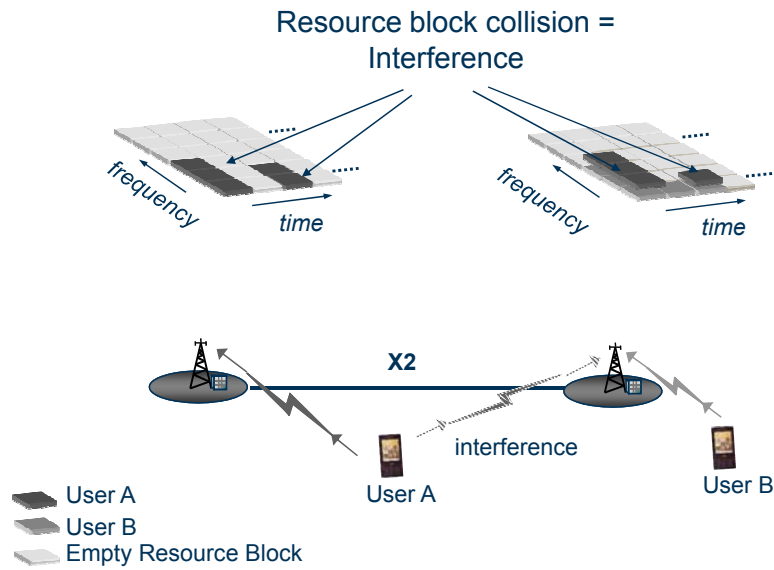 Resource block collision =
Interference
frequency
time
frequency
time
X2
interference
User A
User B
User A
User B
Empty Resource Block